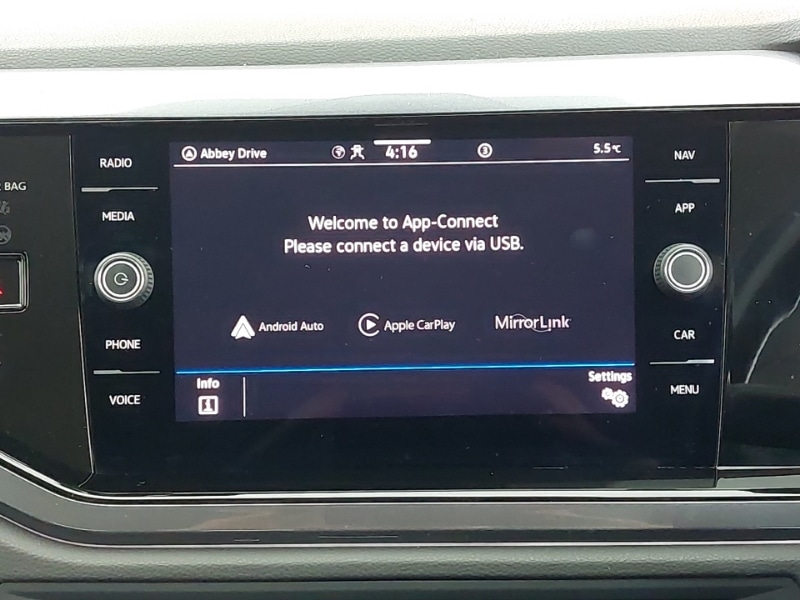 BAG
RADIO
MEDIA
PHONE
VOICE
Abbey Drive 4:16 3 5.5°C
Welcome to App-Connect
Please connect a device via USB.
Android Auto Apple CarPlay MirrorLink
Info Settings
NAV
APP
CAR
MENU